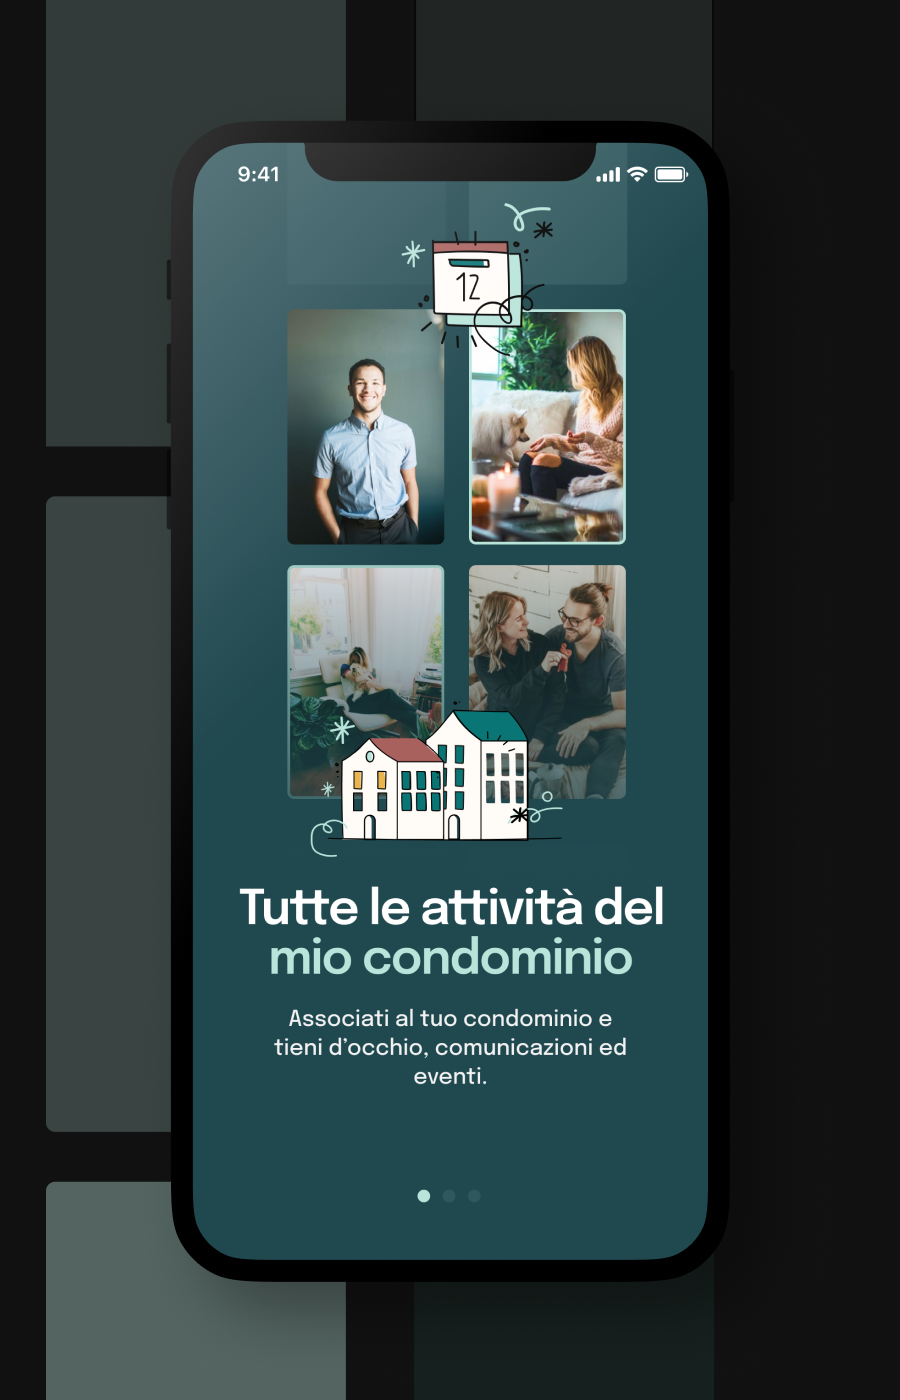 9:41
12
Tutte le attività del
mio condominio
Associati al tuo condominio e
tieni d’occhio, comunicazioni ed
eventi.